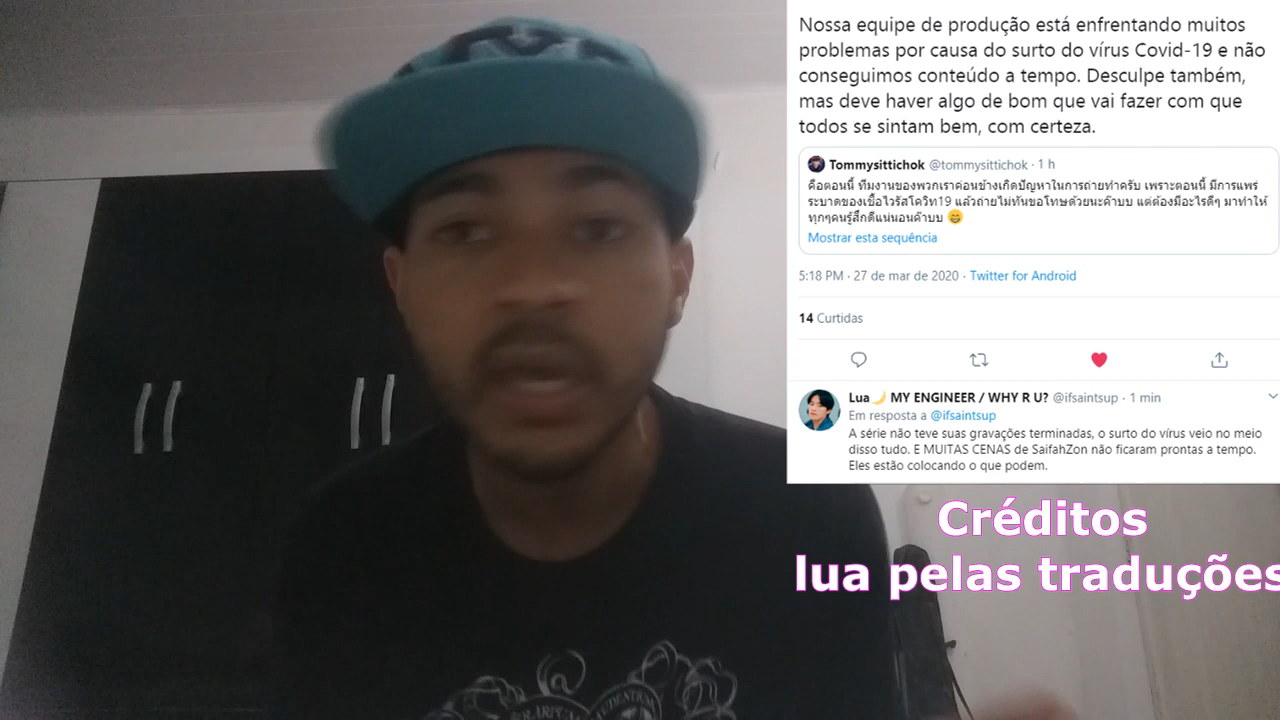 Nossa equipe de produção está enfrentando muitos
problemas por causa do surto do vírus Covid-19 e não
conseguimos conteúdo a tempo. Desculpe também,
mas deve haver algo de bom que vai fazer com que
todos se sintam bem, com certeza.
Tommysittichok @tommysittichok · 1 h
คือตอนนี้ ทีมงานของพวกเราค่อนข้างเกิดปัญหาในการถ่ายทำครับ เพราะตอนนี้ มีการแพร่
ระบาดของเชื้อไวรัสโควิท19 แล้วถ่ายไม่ทันขอโทษด้วยนะค้าบบ แต่ต้องมีอะไรดีๆ มาทำให้
ทุกๆคนรู้สึกดีแน่นอนค้าบบ 😁
Mostrar esta sequência
5:18 PM · 27 de mar de 2020 · Twitter for Android
14 Curtidas
Lua🌙 MY ENGINEER / WHY R U? @ifsaintsup · 1 min
Em resposta a @ifsaintsup
A série não teve suas gravações terminadas, o surto do vírus veio no meio
disso tudo. E MUITAS CENAS de SaifahZon não ficaram prontas a tempo.
Eles estão colocando o que podem.
Créditos
lua pelas traduções